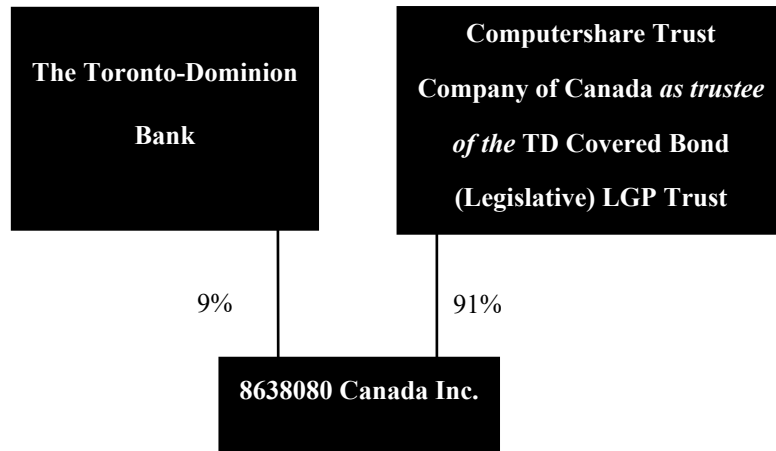 The Toronto-Dominion
Bank
Computershare Trust
Company of Canada as trustee
of the TD Covered Bond
(Legislative) LGP Trust
9%
91%
8638080 Canada Inc.